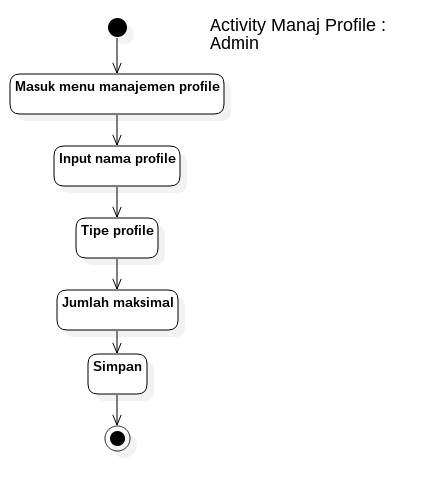 Activity Manaj Profile :
Admin
Masuk menu manajemen profile
Input nama profile
Tipe profile
Jumlah maksimal
Simpan